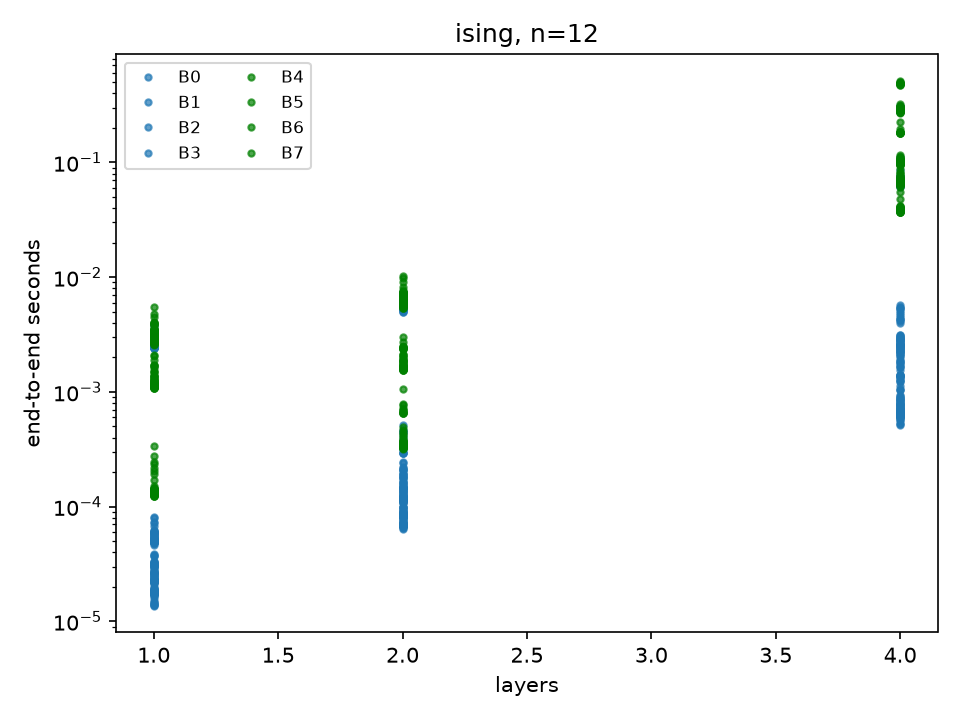 ising, n=12
B0 B4
B1 B5
B2 B6
B3 B7
end-to-end seconds
10⁻¹
10⁻²
10⁻³
10⁻⁴
10⁻⁵
1.0 1.5 2.0 2.5 3.0 3.5 4.0
layers